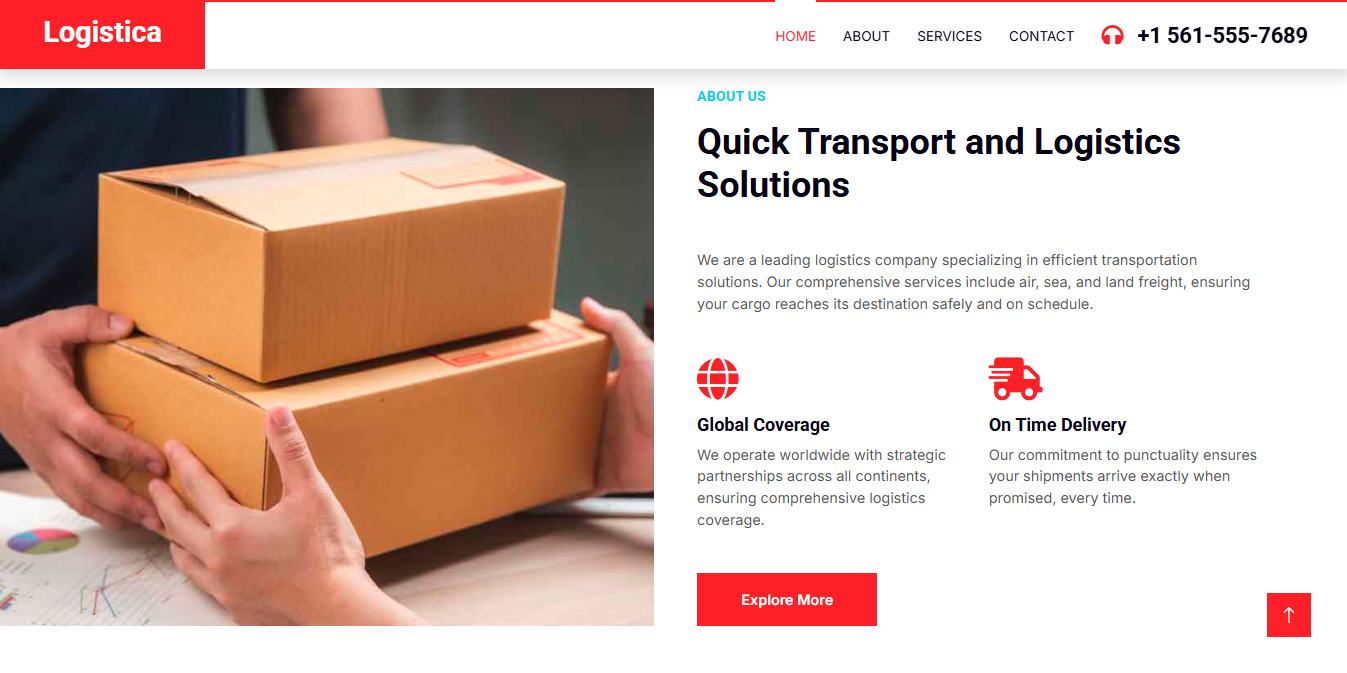 Logistica
HOME
ABOUT
SERVICES
CONTACT
+1 561-555-7689
ABOUT US
Quick Transport and Logistics
Solutions
We are a leading logistics company specializing in efficient transportation
solutions. Our comprehensive services include air, sea, and land freight, ensuring
your cargo reaches its destination safely and on schedule.
Global Coverage
We operate worldwide with strategic
partnerships across all continents,
ensuring comprehensive logistics
coverage.
On Time Delivery
Our commitment to punctuality ensures
your shipments arrive exactly when
promised, every time.
Explore More